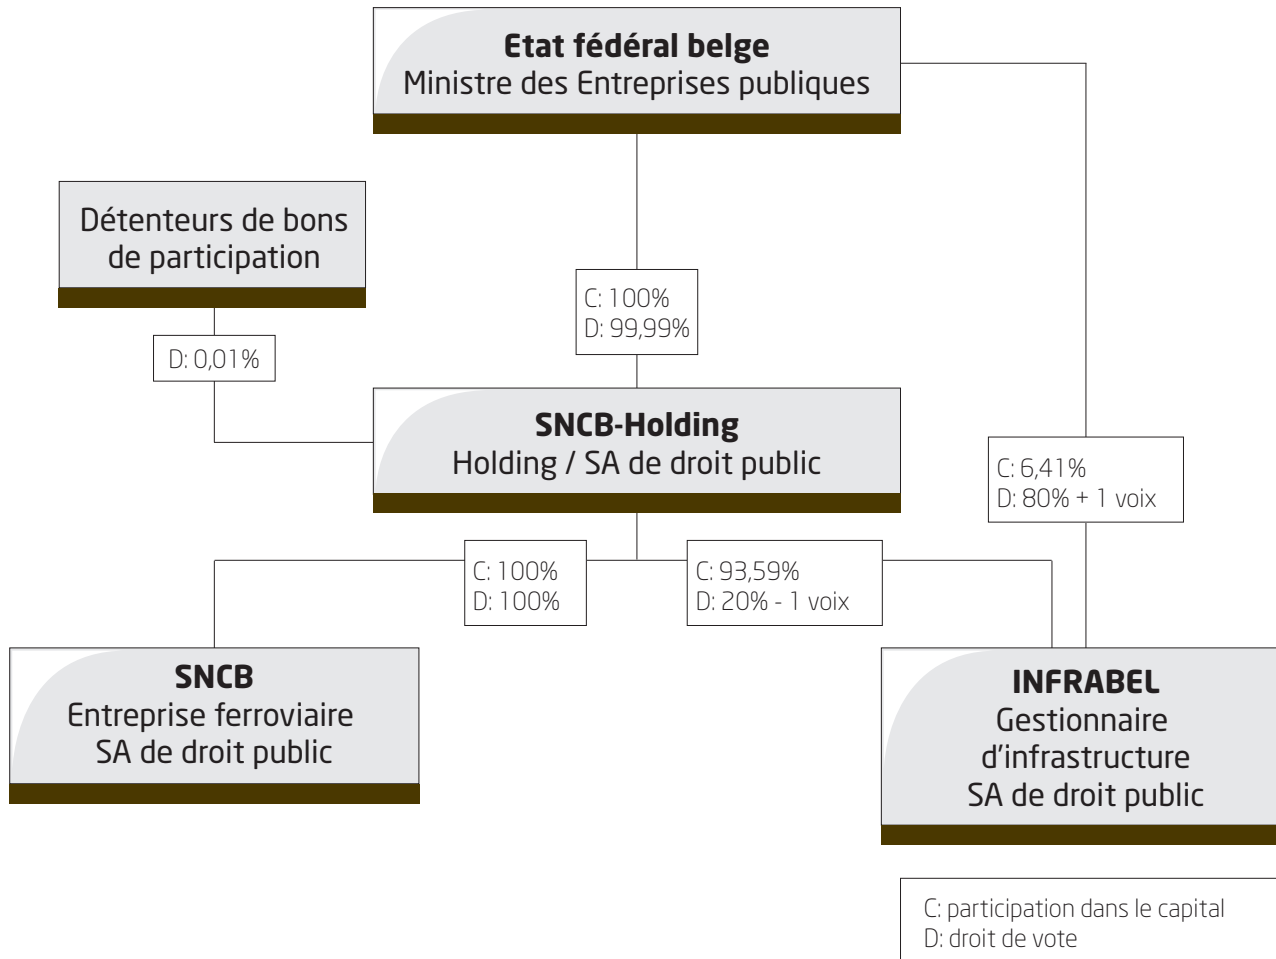 Etat fédéral belge
Ministre des Entreprises publiques
Détenteurs de bons
de participation
C: 100%
D: 99,99%
D: 0,01%
SNCB-Holding
Holding / SA de droit public
C: 6,41%
D: 80% + 1 voix
C: 100%
D: 100%
C: 93,59%
D: 20% - 1 voix
SNCB
Entreprise ferroviaire
SA de droit public
INFRABEL
Gestionnaire
d'infrastructure
SA de droit public
C: participation dans le capital
D: droit de vote